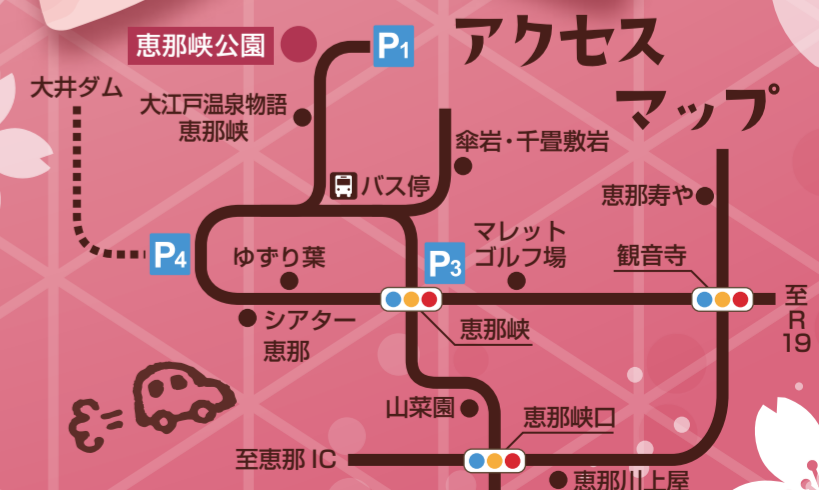 アクセス
マップ
恵那峡公園
P1
大井ダム
大江戸温泉物語
恵那峡
傘岩・千畳敷岩
バス停
恵那寿や
P4
ゆずり葉
P3
マレット
ゴルフ場
観音寺
至
R
19
シアター
恵那
恵那峡
山菜園
恵那峡口
至恵那 IC
恵那川上屋